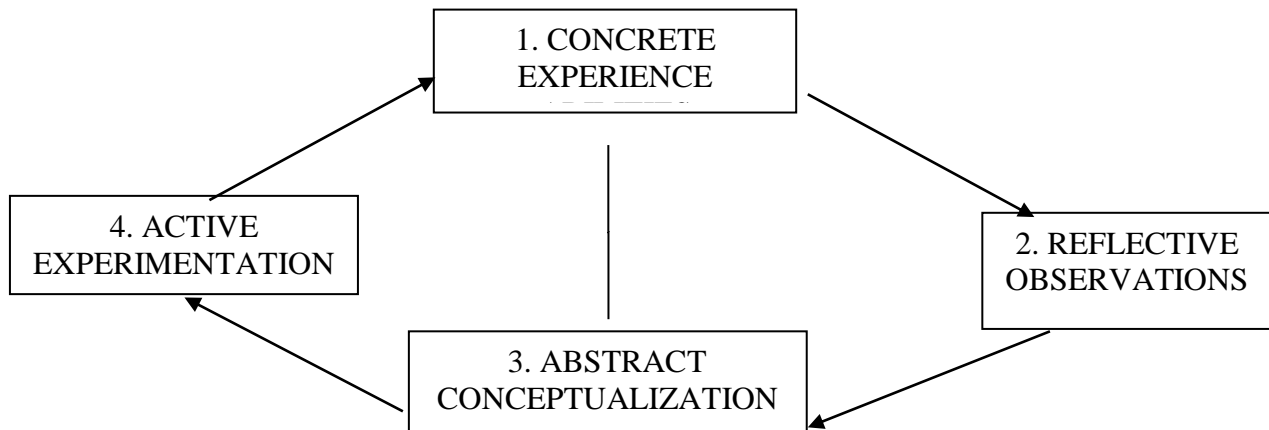 1. CONCRETE
EXPERIENCE
4. ACTIVE
EXPERIMENTATION
2. REFLECTIVE
OBSERVATIONS
3. ABSTRACT
CONCEPTUALIZATION